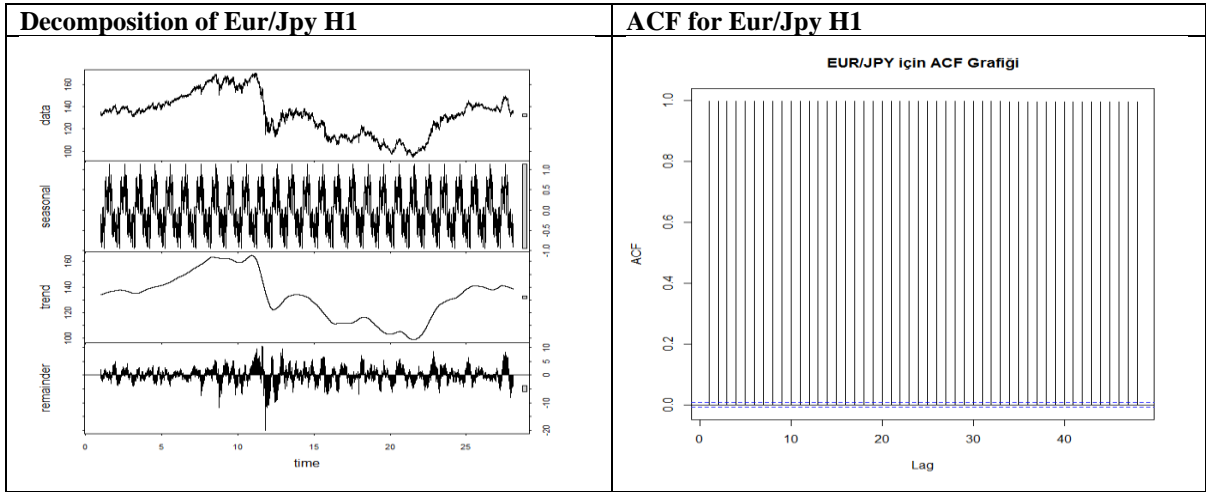 Decomposition of Eur/Jpy H1
ACF for Eur/Jpy H1
data
100 120 140 160
seasonal
-1.0 -0.5 0.0 0.5 1.0
trend
100 120 140 160
remainder
-20 -10 0 5 10
0 5 10 15 20 25
time
EUR/JPY için ACF Grafiği
ACF
0.0 0.2 0.4 0.6 0.8 1.0
0 10 20 30 40
Lag